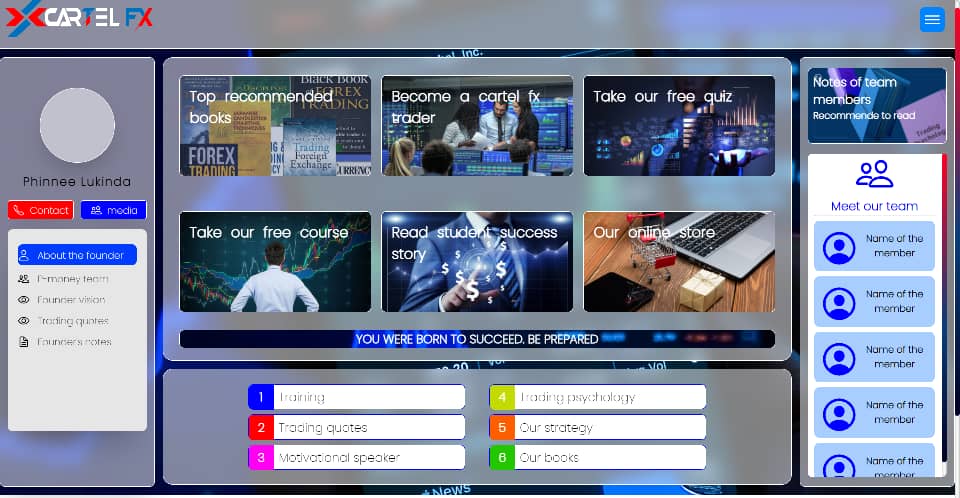 CARTEL FX
Phinnee Lukinda
Contact
media
About the founder
P-money team
Founder vision
Trading quotes
Founder's notes
Top recommended
books
Become a cartel fx
trader
Take our free quiz
Take our free course
Read student success
story
Our online store
YOU WERE BORN TO SUCCEED. BE PREPARED
1 Training
2 Trading quotes
3 Motivational speaker
4 Trading psychology
5 Our strategy
6 Our books
Notes of team
members
Recommende to read
Meet our team
Name of the
member
Name of the
member
Name of the
member
Name of the
member
Name of the
member
News